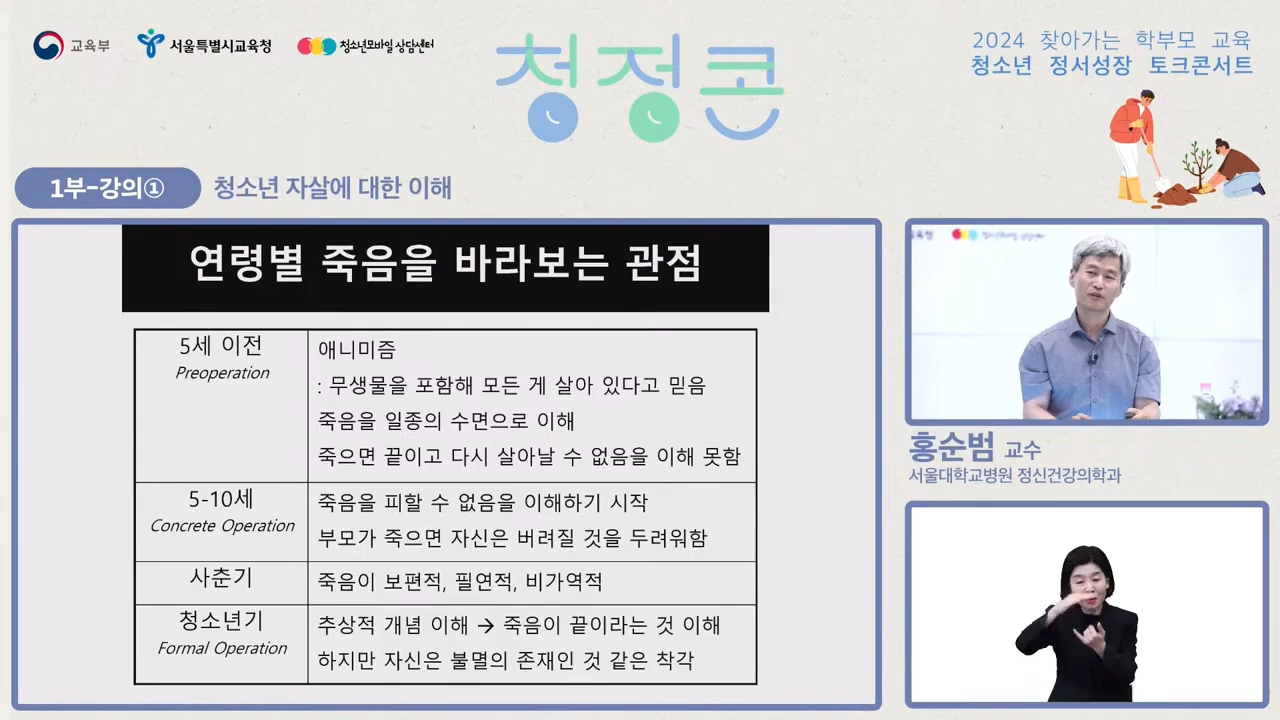 교육부
서울특별시교육청
청소년모바일 상담센터
청정콘
2024 찾아가는 학부모 교육
청소년 정서성장 토크콘서트
1부-강의①
청소년 자살에 대한 이해
연령별 죽음을 바라보는 관점
5세 이전
Preoperation
애니미즘
: 무생물을 포함해 모든 게 살아 있다고 믿음
죽음을 일종의 수면으로 이해
죽으면 끝이고 다시 살아날 수 없음을 이해 못함
5-10세
Concrete Operation
죽음을 피할 수 없음을 이해하기 시작
부모가 죽으면 자신은 버려질 것을 두려워함
사춘기
죽음이 보편적, 필연적, 비가역적
청소년기
Formal Operation
추상적 개념 이해 → 죽음이 끝이라는 것 이해
하지만 자신은 불멸의 존재인 것 같은 착각
홍순범 교수
서울대학교병원 정신건강의학과